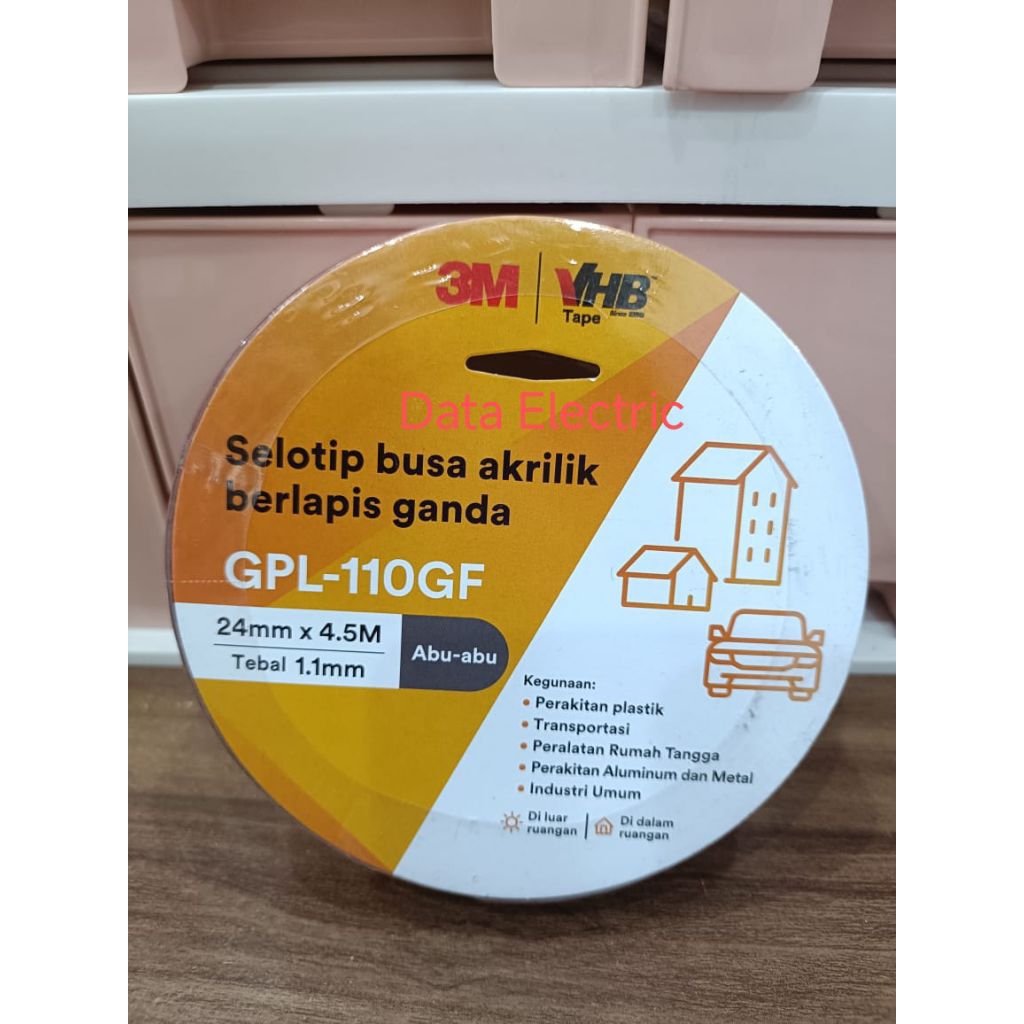 3M
VHB
Tape
Data Electric
Selotip busa akrilik
berlapis ganda
GPL-110GF
24mm x 4.5M
Tebal 1.1mm
Abu-abu
Kegunaan:
• Perakitan plastik
• Transportasi
• Peralatan Rumah Tangga
• Perakitan Aluminum dan Metal
• Industri Umum
Di luar
ruangan
Di dalam
ruangan